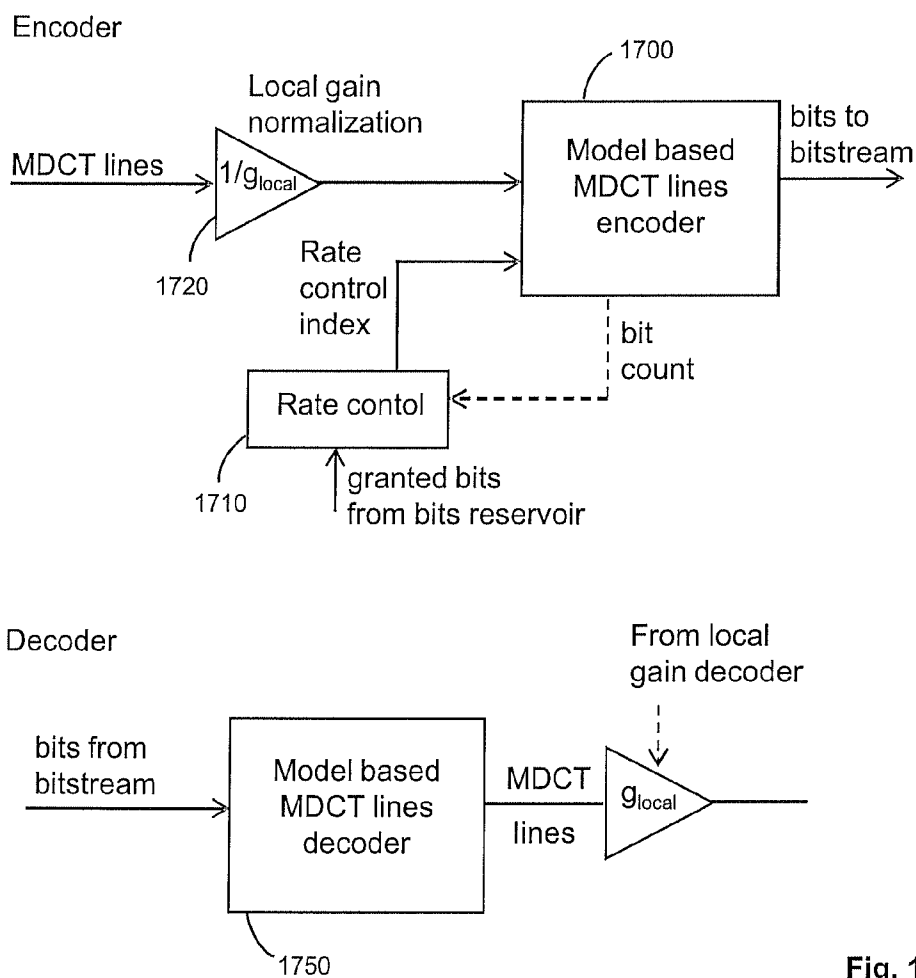 Encoder
1700
Local gain
normalization
MDCT lines
1/glocal
1720
Model based
MDCT lines
encoder
bits to
bitstream
Rate
control
index
bit
count
Rate contol
1710
granted bits
from bits reservoir
Decoder
From local
gain decoder
bits from
bitstream
Model based
MDCT lines
decoder
MDCT
lines
glocal
1750
Fig. 1